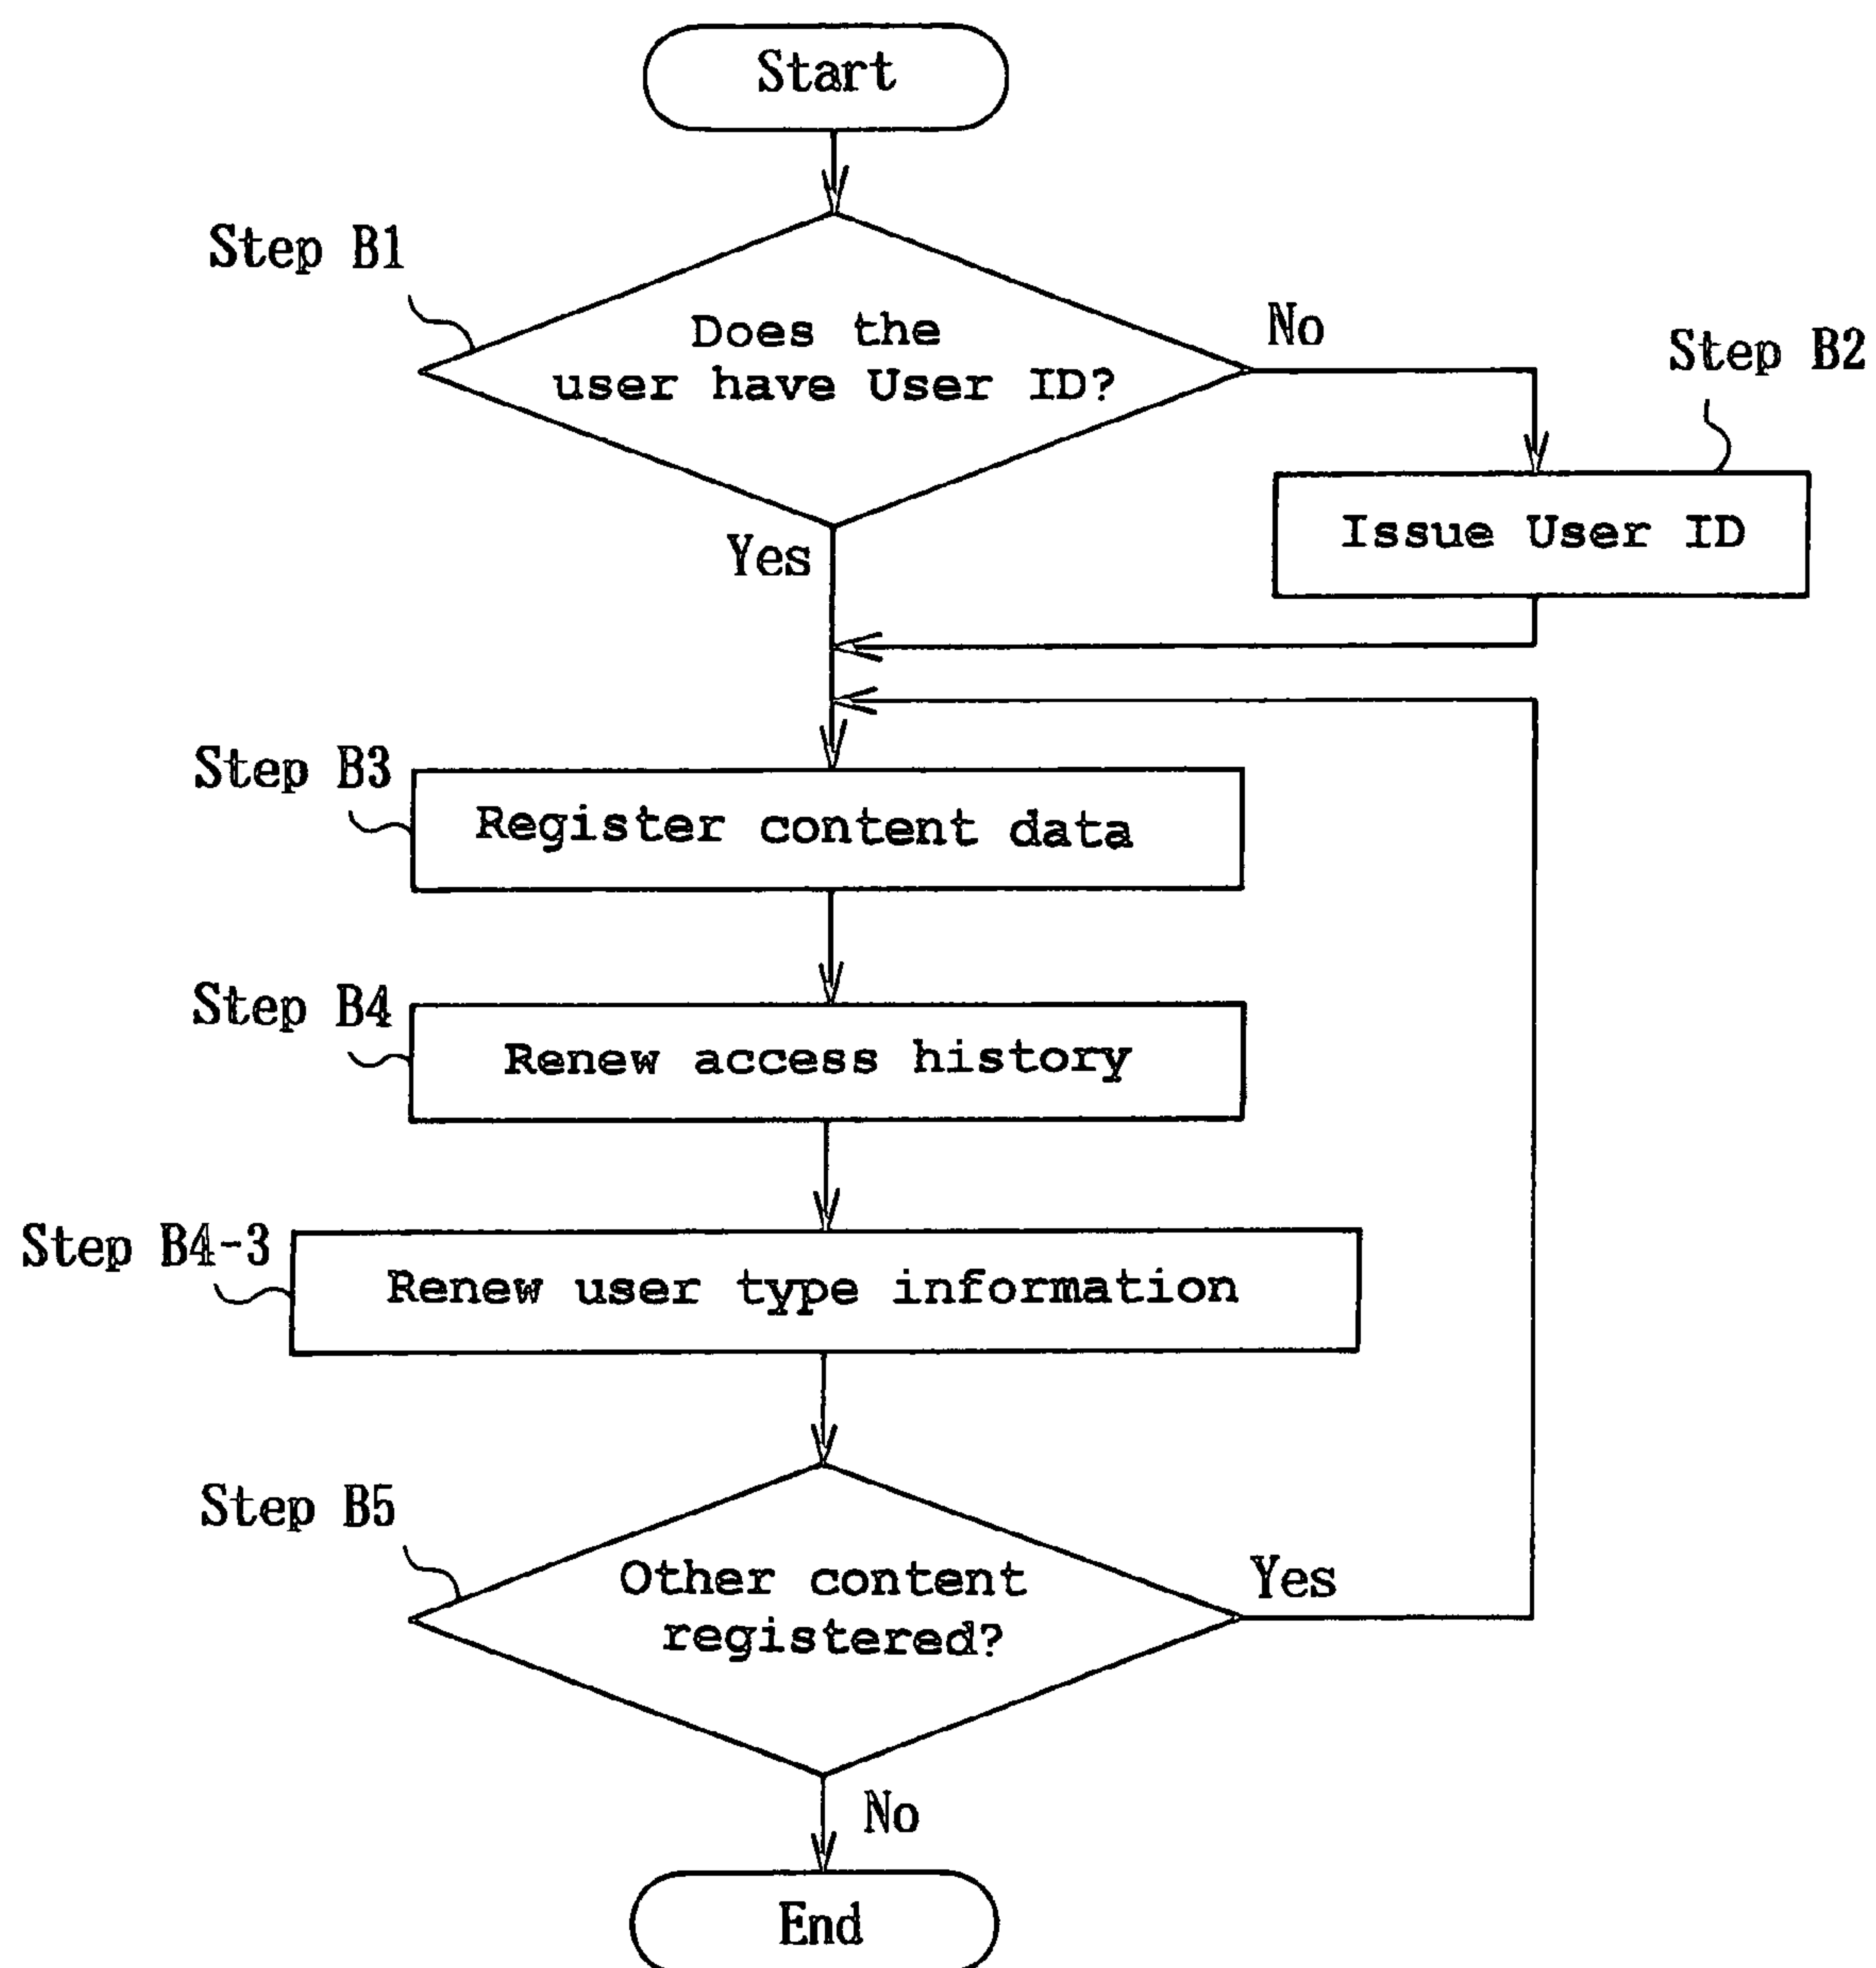 Start
Step B1
Does the
user have User ID?
No
Step B2
Issue User ID
Yes
Step B3
Register content data
Step B4
Renew access history
Step B4-3
Renew user type information
Step B5
Other content
registered?
Yes
No
End